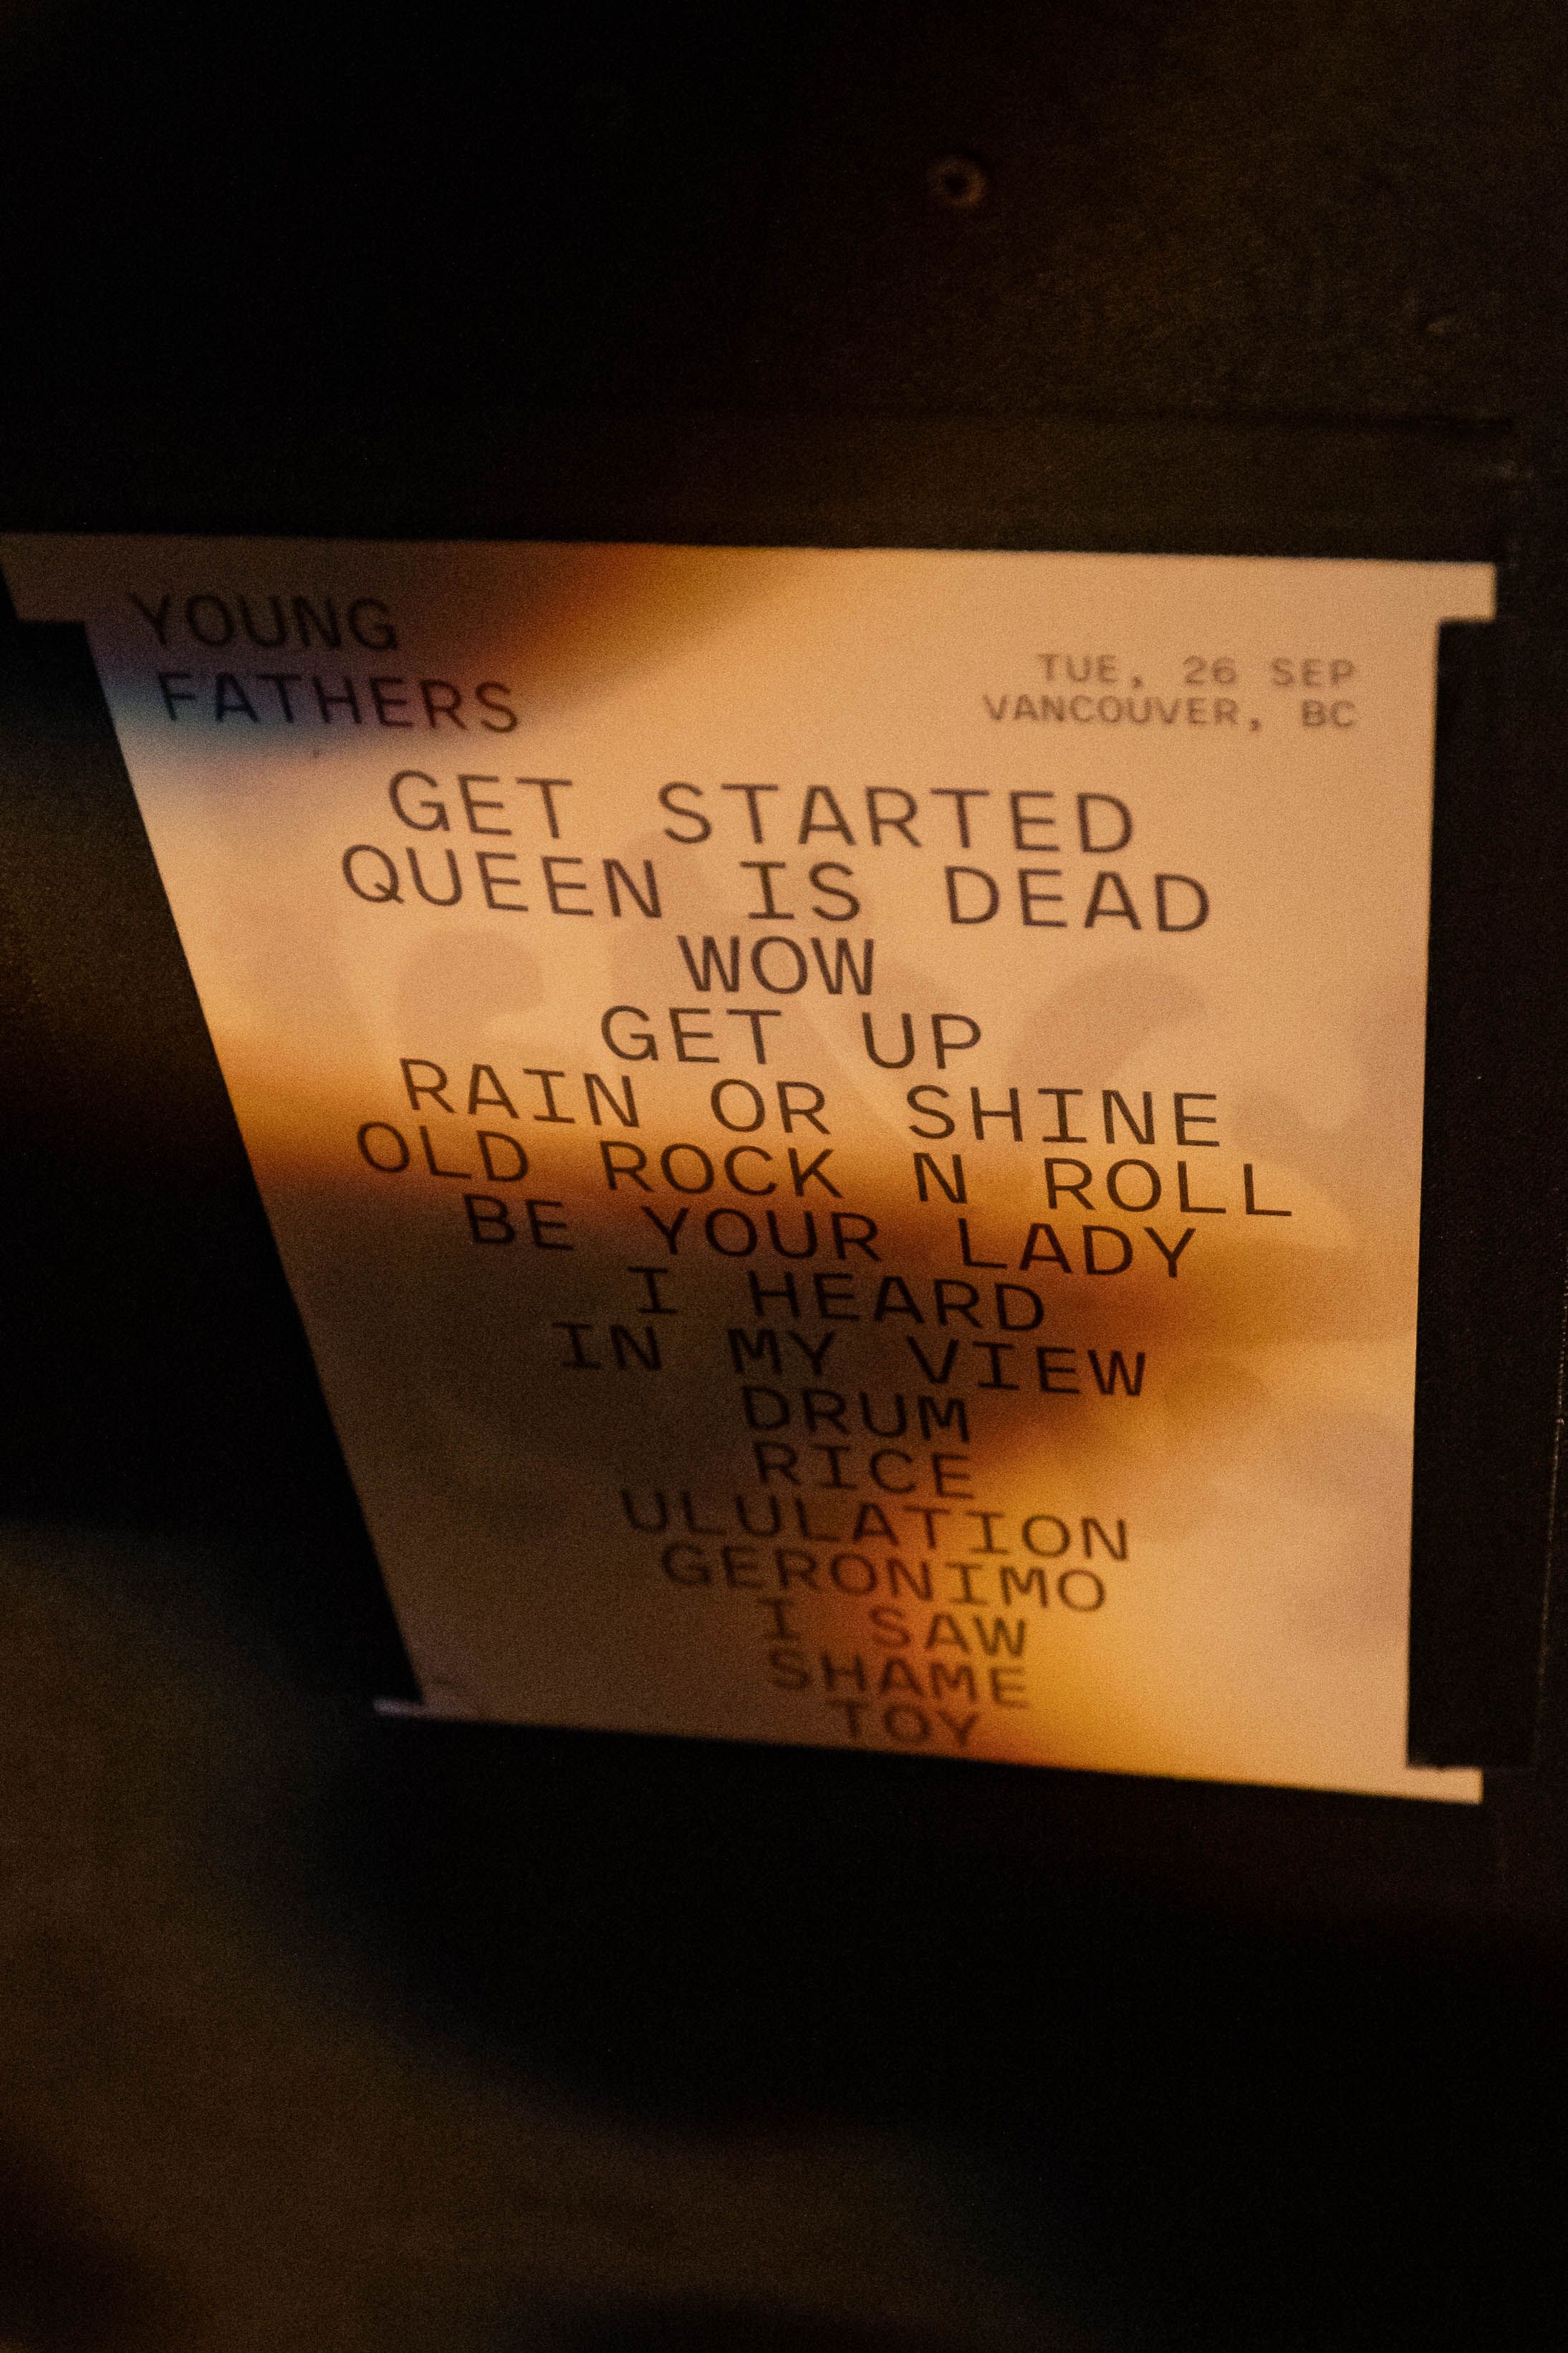 YOUNG
FATHERS
TUE, 26 SEP
VANCOUVER, BC
GET STARTED
QUEEN IS DEAD
WOW
GET UP
RAIN OR SHINE
OLD ROCK N ROLL
BE YOUR LADY
I HEARD
IN MY VIEW
DRUM
RICE
ULULATION
GERONIMO
I SAW
SHAME
TOY